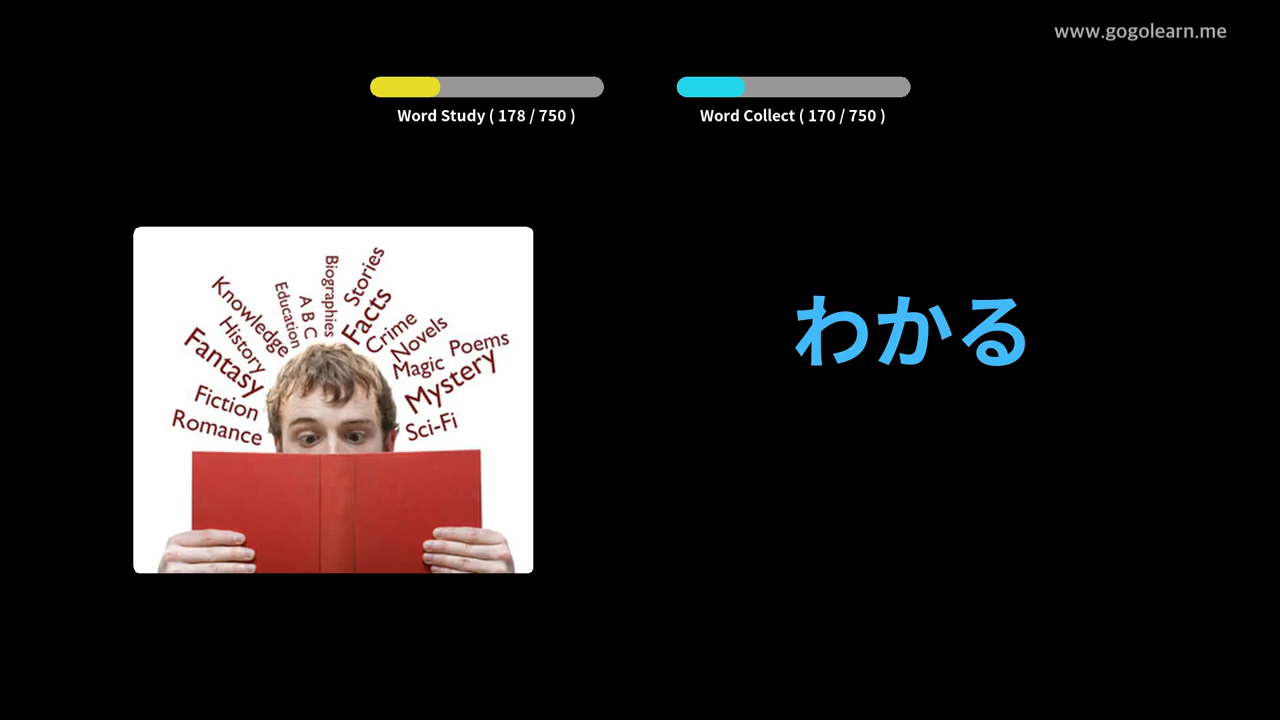 www.gogolearn.me
Word Study ( 178 / 750 )
Word Collect ( 170 / 750 )
わかる
Romance
Fiction
Fantasy
History
Knowledge
Education
A B C
Biographies
Stories
Facts
Crime
Novels
Magic
Poems
Mystery
Sci-Fi